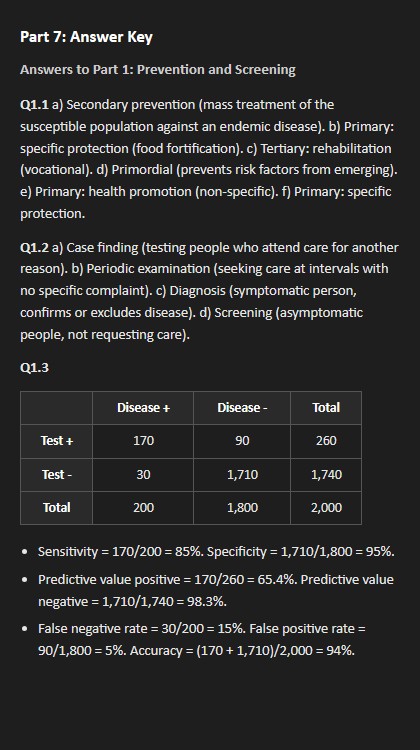 Part 7: Answer Key
Answers to Part 1: Prevention and Screening
Q1.1 a) Secondary prevention (mass treatment of the
susceptible population against an endemic disease). b) Primary:
specific protection (food fortification). c) Tertiary: rehabilitation
(vocational). d) Primordial (prevents risk factors from emerging).
e) Primary: health promotion (non-specific). f) Primary: specific
protection.
Q1.2 a) Case finding (testing people who attend care for another
reason). b) Periodic examination (seeking care at intervals with
no specific complaint). c) Diagnosis (symptomatic person,
confirms or excludes disease). d) Screening (asymptomatic
people, not requesting care).
Q1.3
Disease + Disease - Total
Test + 170 90 260
Test - 30 1,710 1,740
Total 200 1,800 2,000
• Sensitivity = 170/200 = 85%. Specificity = 1,710/1,800 = 95%.
• Predictive value positive = 170/260 = 65.4%. Predictive value
negative = 1,710/1,740 = 98.3%.
• False negative rate = 30/200 = 15%. False positive rate =
90/1,800 = 5%. Accuracy = (170 + 1,710)/2,000 = 94%.